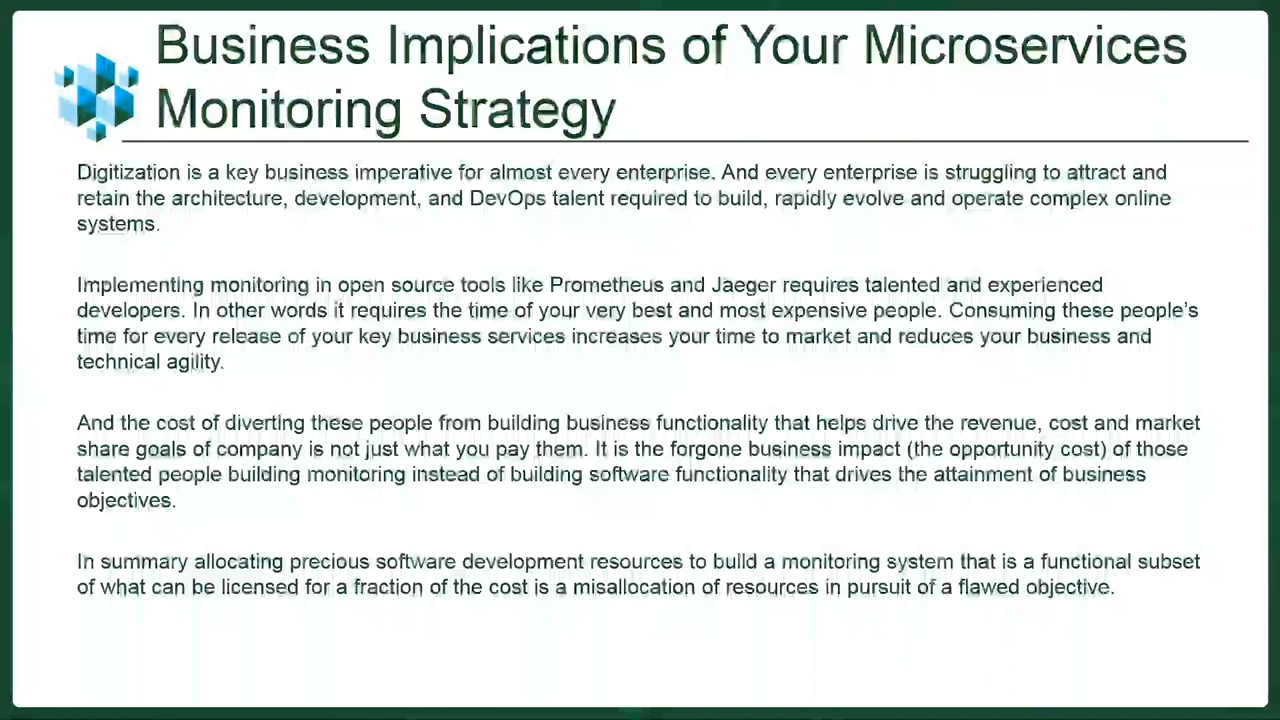 Business Implications of Your Microservices
Monitoring Strategy
Digitization is a key business imperative for almost every enterprise. And every enterprise is struggling to attract and
retain the architecture, development, and DevOps talent required to build, rapidly evolve and operate complex online
systems.
Implementing monitoring in open source tools like Prometheus and Jaeger requires talented and experienced
developers. In other words it requires the time of your very best and most expensive people. Consuming these people’s
time for every release of your key business services increases your time to market and reduces your business and
technical agility.
And the cost of diverting these people from building business functionality that helps drive the revenue, cost and market
share goals of company is not just what you pay them. It is the forgone business impact (the opportunity cost) of those
talented people building monitoring instead of building software functionality that drives the attainment of business
objectives.
In summary allocating precious software development resources to build a monitoring system that is a functional subset
of what can be licensed for a fraction of the cost is a misallocation of resources in pursuit of a flawed objective.